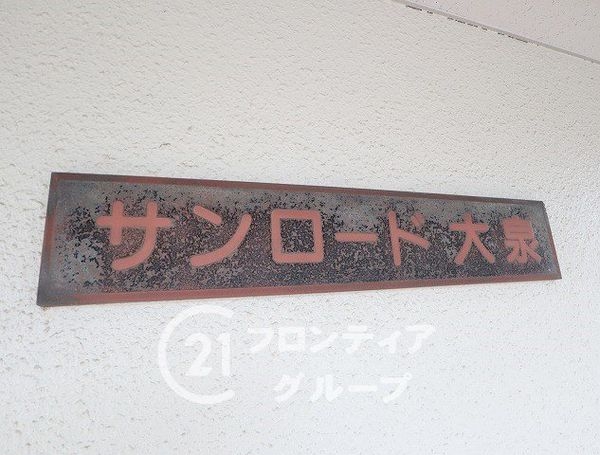 サンロード大泉
21 フロンティア
グループ